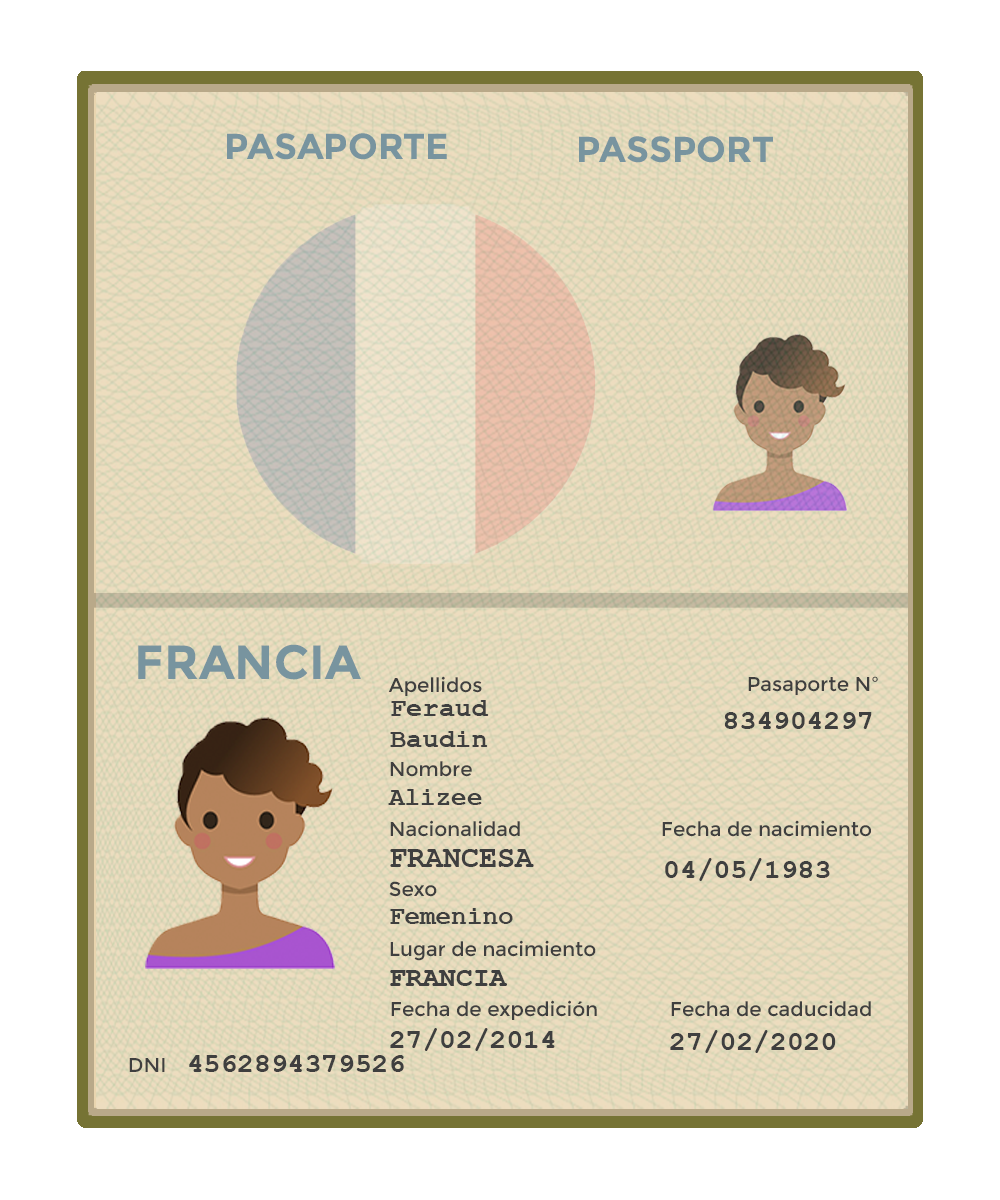 PASAPORTE PASSPORT
FRANCIA
Apellidos
Feraud
Baudin
Nombre
Alizee
Nacionalidad
FRANCESA
Sexo
Femenino
Lugar de nacimiento
FRANCIA
Fecha de expedición
27/02/2014
Pasaporte N°
834904297
Fecha de nacimiento
04/05/1983
Fecha de caducidad
27/02/2020
DNI 4562894379526